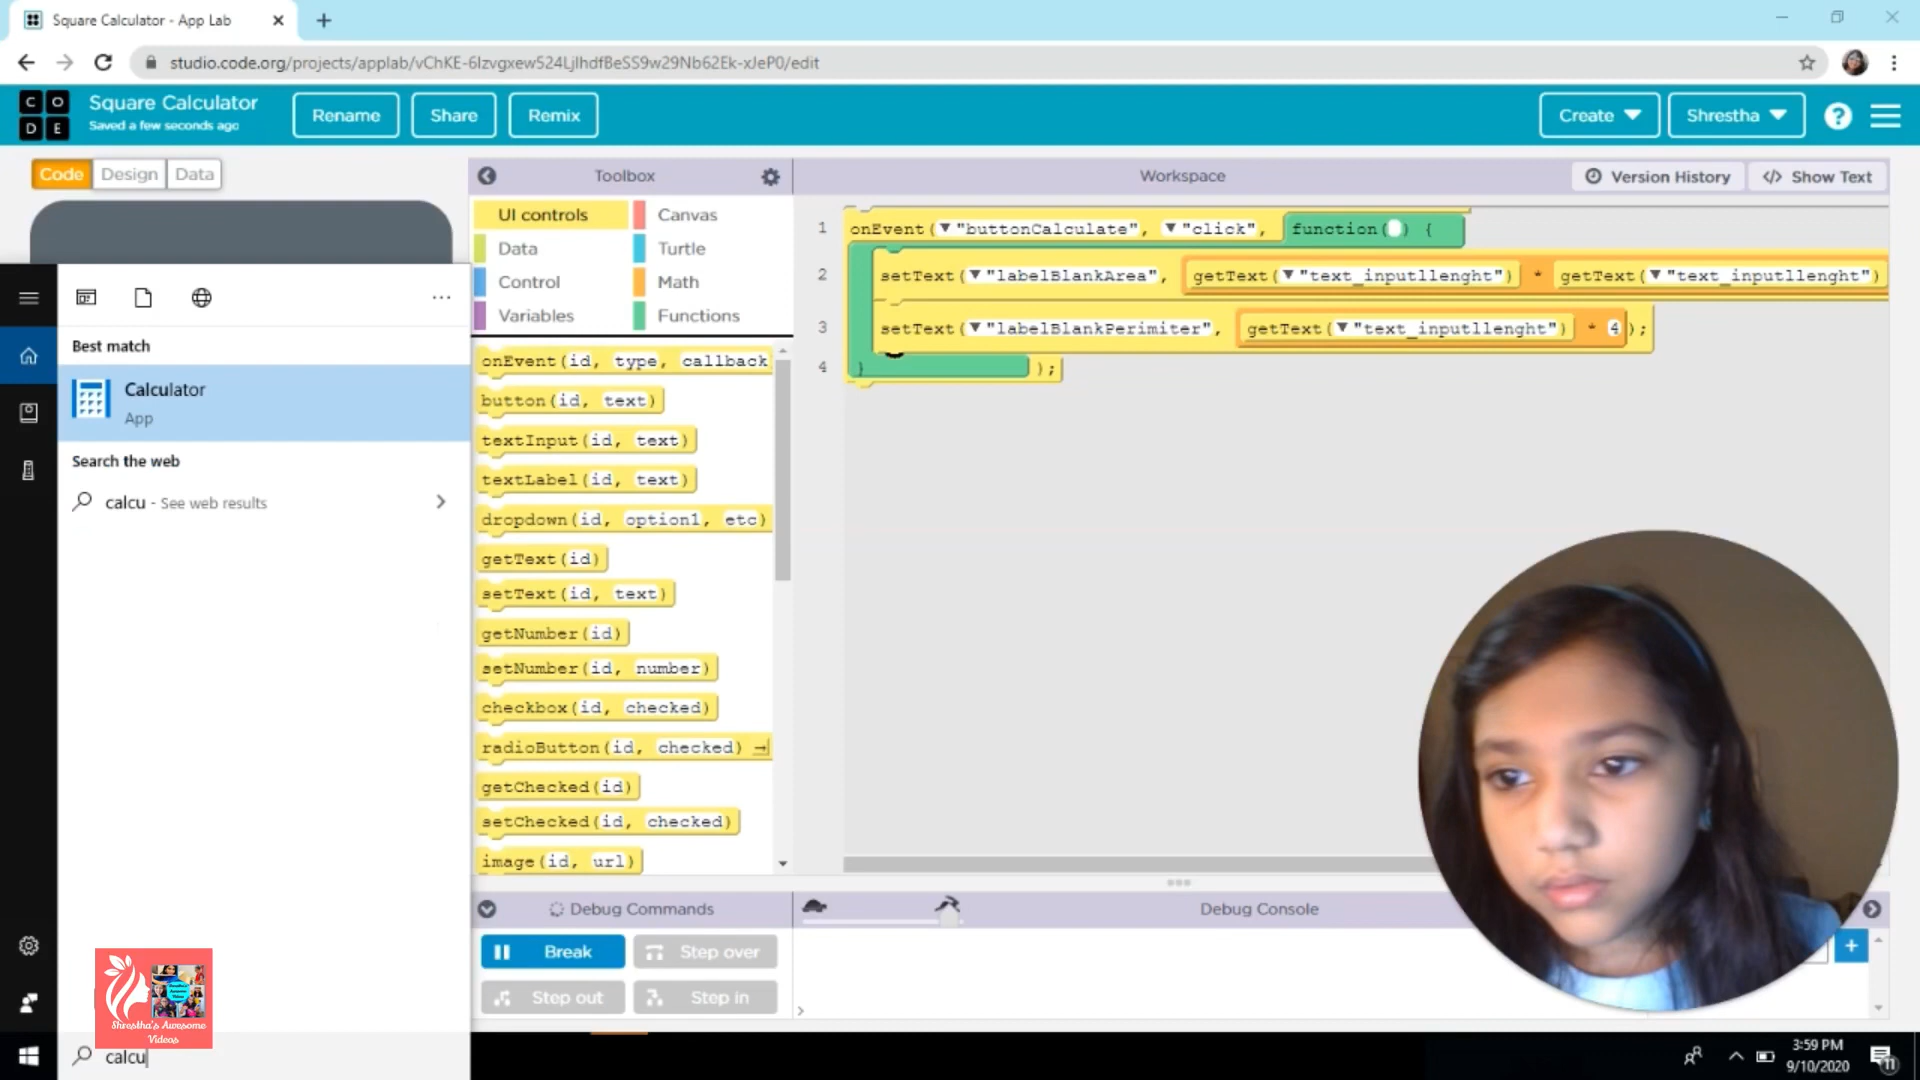 Square Calculator - App Lab
studio.code.org/projects/applab/vChKE-6Izvgxew524LjlhdfBeSS9w29Nb62Ek-xJeP0/edit
C O D E
Square Calculator
Saved a few seconds ago
Rename
Share
Remix
Create
Shrestha
?
Code
Design
Data
Toolbox
Workspace
Version History
</> Show Text
UI controls
Canvas
Data
Turtle
Control
Math
Variables
Functions
onEvent(id, type, callback
button(id, text)
textInput(id, text)
textLabel(id, text)
dropdown(id, option1, etc)
getText(id)
setText(id, text)
getNumber(id)
setNumber(id, number)
checkbox(id, checked)
radioButton(id, checked)
getChecked(id)
setChecked(id, checked)
image(id, url)
1 onEvent("buttonCalculate", "click", function( ) {
2 setText("labelBlankArea", getText("text_inputllenght") * getText("text_inputllenght")
3 setText("labelBlankPerimiter", getText("text_inputllenght") * 4);
4 } );
Best match
Calculator
App
Search the web
calcu - See web results
Debug Commands
Debug Console
Break
Step over
Step out
Step in
Shrestha's Awesome
Videos
calcu
3:59 PM
9/10/2020
11